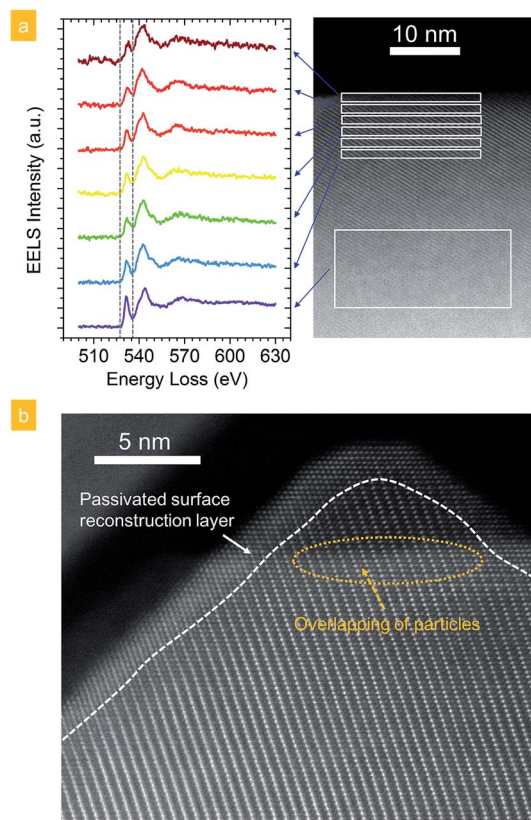 a
10 nm
EELS Intensity (a.u.)
510 540 570 600 630
Energy Loss (eV)
b
5 nm
Passivated surface
reconstruction layer
Overlapping of particles